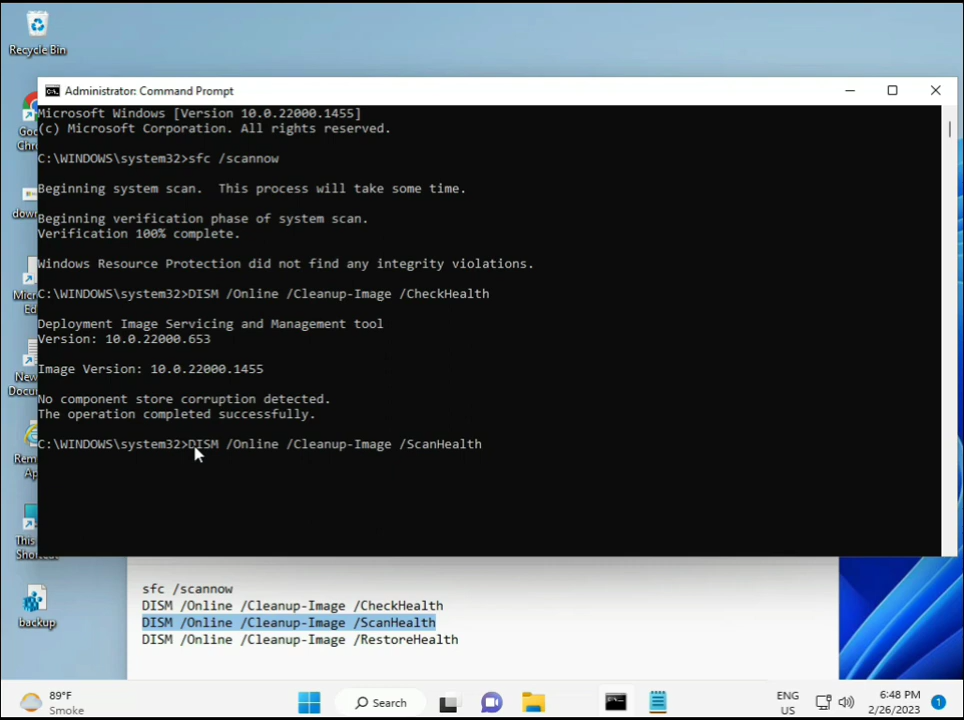 Recycle Bin
Administrator: Command Prompt
Microsoft Windows [Version 10.0.22000.1455]
(c) Microsoft Corporation. All rights reserved.
C:\WINDOWS\system32>sfc /scannow
Beginning system scan.  This process will take some time.
Beginning verification phase of system scan.
Verification 100% complete.
Windows Resource Protection did not find any integrity violations.
C:\WINDOWS\system32>DISM /Online /Cleanup-Image /CheckHealth
Deployment Image Servicing and Management tool
Version: 10.0.22000.653
Image Version: 10.0.22000.1455
No component store corruption detected.
The operation completed successfully.
C:\WINDOWS\system32>DISM /Online /Cleanup-Image /ScanHealth
backup
sfc /scannow
DISM /Online /Cleanup-Image /CheckHealth
DISM /Online /Cleanup-Image /ScanHealth
DISM /Online /Cleanup-Image /RestoreHealth
89°F
Smoke
Search
ENG
US
6:48 PM
2/26/2023
1